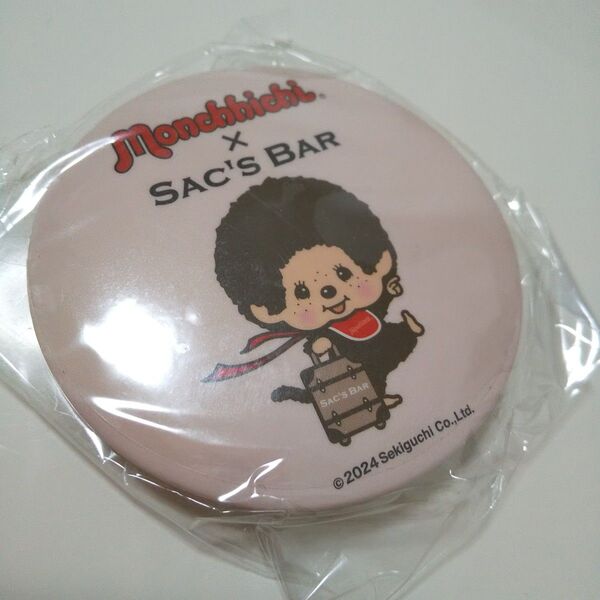 Monchhichi®
×
SAC'S BAR
SAC'S BAR
©2024 Sekiguchi Co.,Ltd.